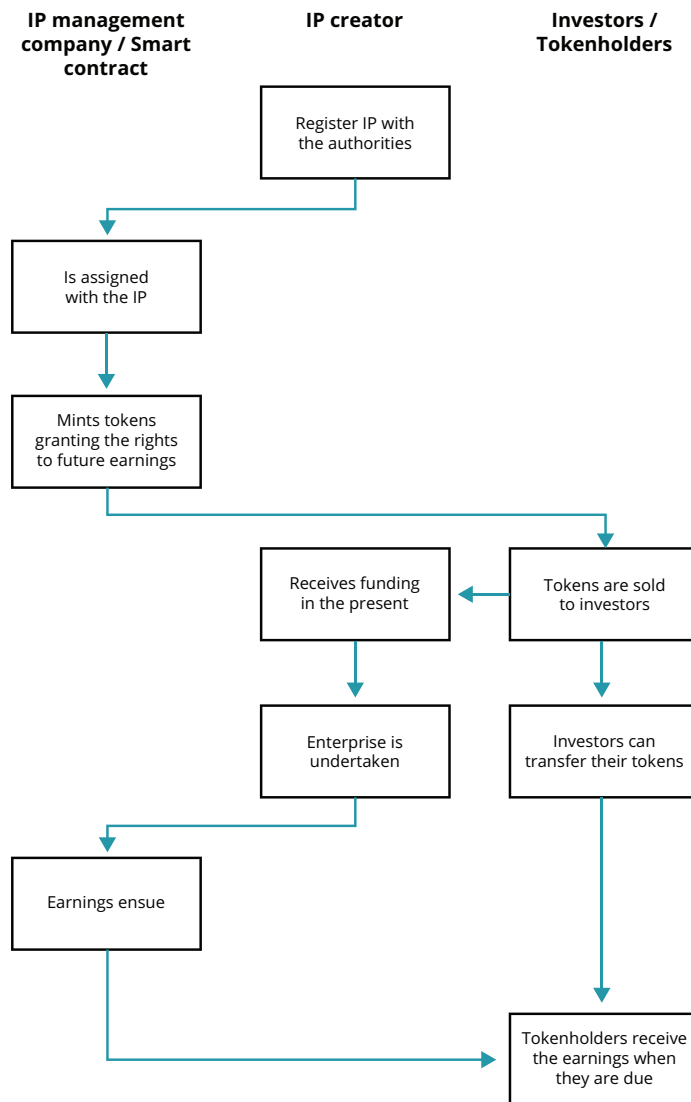 IP management
company / Smart
contract
IP creator
Investors /
Tokenholders
Register IP with
the authorities
Is assigned
with the IP
Mints tokens
granting the rights
to future earnings
Receives funding
in the present
Tokens are sold
to investors
Enterprise is
undertaken
Investors can
transfer their tokens
Earnings ensue
Tokenholders receive
the earnings when
they are due